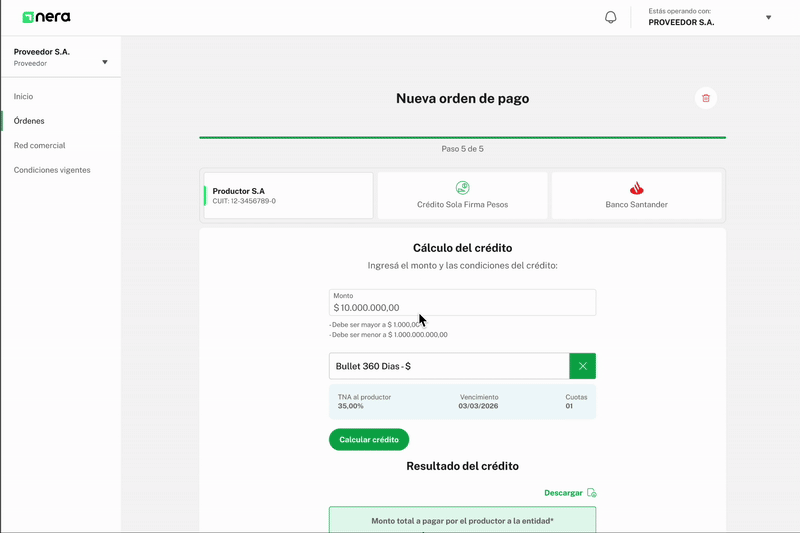 nera
Estás operando con:
PROVEEDOR S.A.
Proveedor S.A.
Proveedor
Inicio
Órdenes
Red comercial
Condiciones vigentes
Nueva orden de pago
Paso 5 de 5
Productor S.A
CUIT: 12-3456789-0
Crédito Sola Firma Pesos
Banco Santander
Cálculo del crédito
Ingresá el monto y las condiciones del crédito:
Monto
$ 10.000.000,00
- Debe ser mayor a $ 1.000,00
- Debe ser menor a $ 1.000.000.000,00
Bullet 360 Dias - $
TNA al productor
35,00%
Vencimiento
03/03/2026
Cuotas
01
Calcular crédito
Resultado del crédito
Descargar
Monto total a pagar por el productor a la entidad*